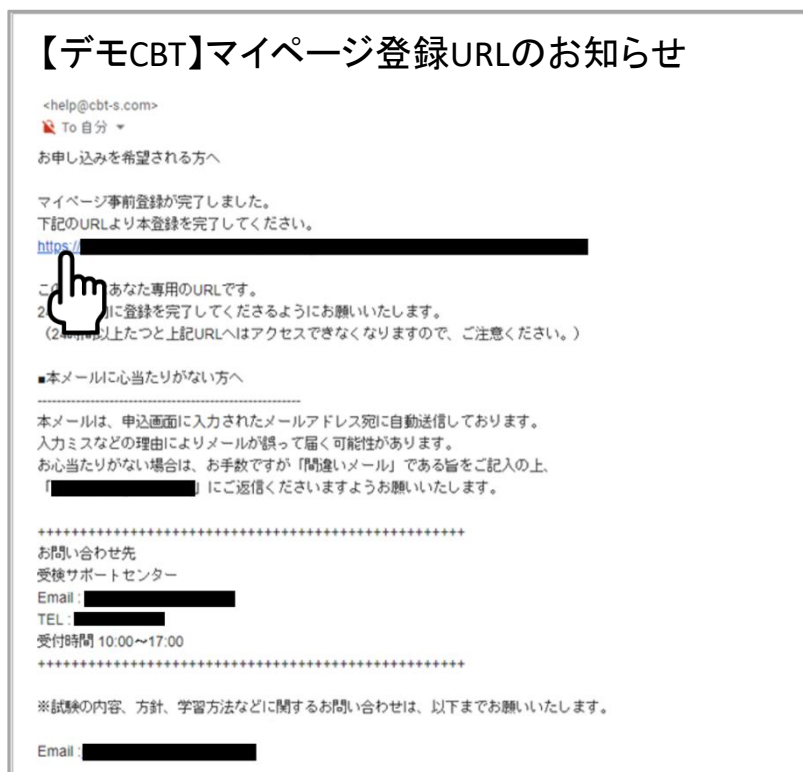 【デモCBT】マイページ登録URLのお知らせ
<help@cbt-s.com>
To 自分
お申し込みを希望される方へ
マイページ事前登録が完了しました。
下記のURLより本登録を完了してください。
https://
こ あなた専用のURLです。
2 に登録を完了してくださるようにお願いいたします。
(24時間以上たつと上記URLへはアクセスできなくなりますので、ご注意ください。)
■本メールに心当たりがない方へ
--------------------------------------------------------
本メールは、申込画面に入力されたメールアドレス宛に自動送信しております。
入力ミスなどの理由によりメールが誤って届く可能性があります。
お心当たりがない場合は、お手数ですが「間違いメール」である旨をご記入の上、
「 」にご返信くださいますようお願いいたします。
+++++++++++++++++++++++++++++++++++++++++++++++++++
お問い合わせ先
受検サポートセンター
Email :
TEL :
受付時間 10:00～17:00
+++++++++++++++++++++++++++++++++++++++++++++++++++
※試験の内容、方針、学習方法などに関するお問い合わせは、以下までお願いいたします。
Email :